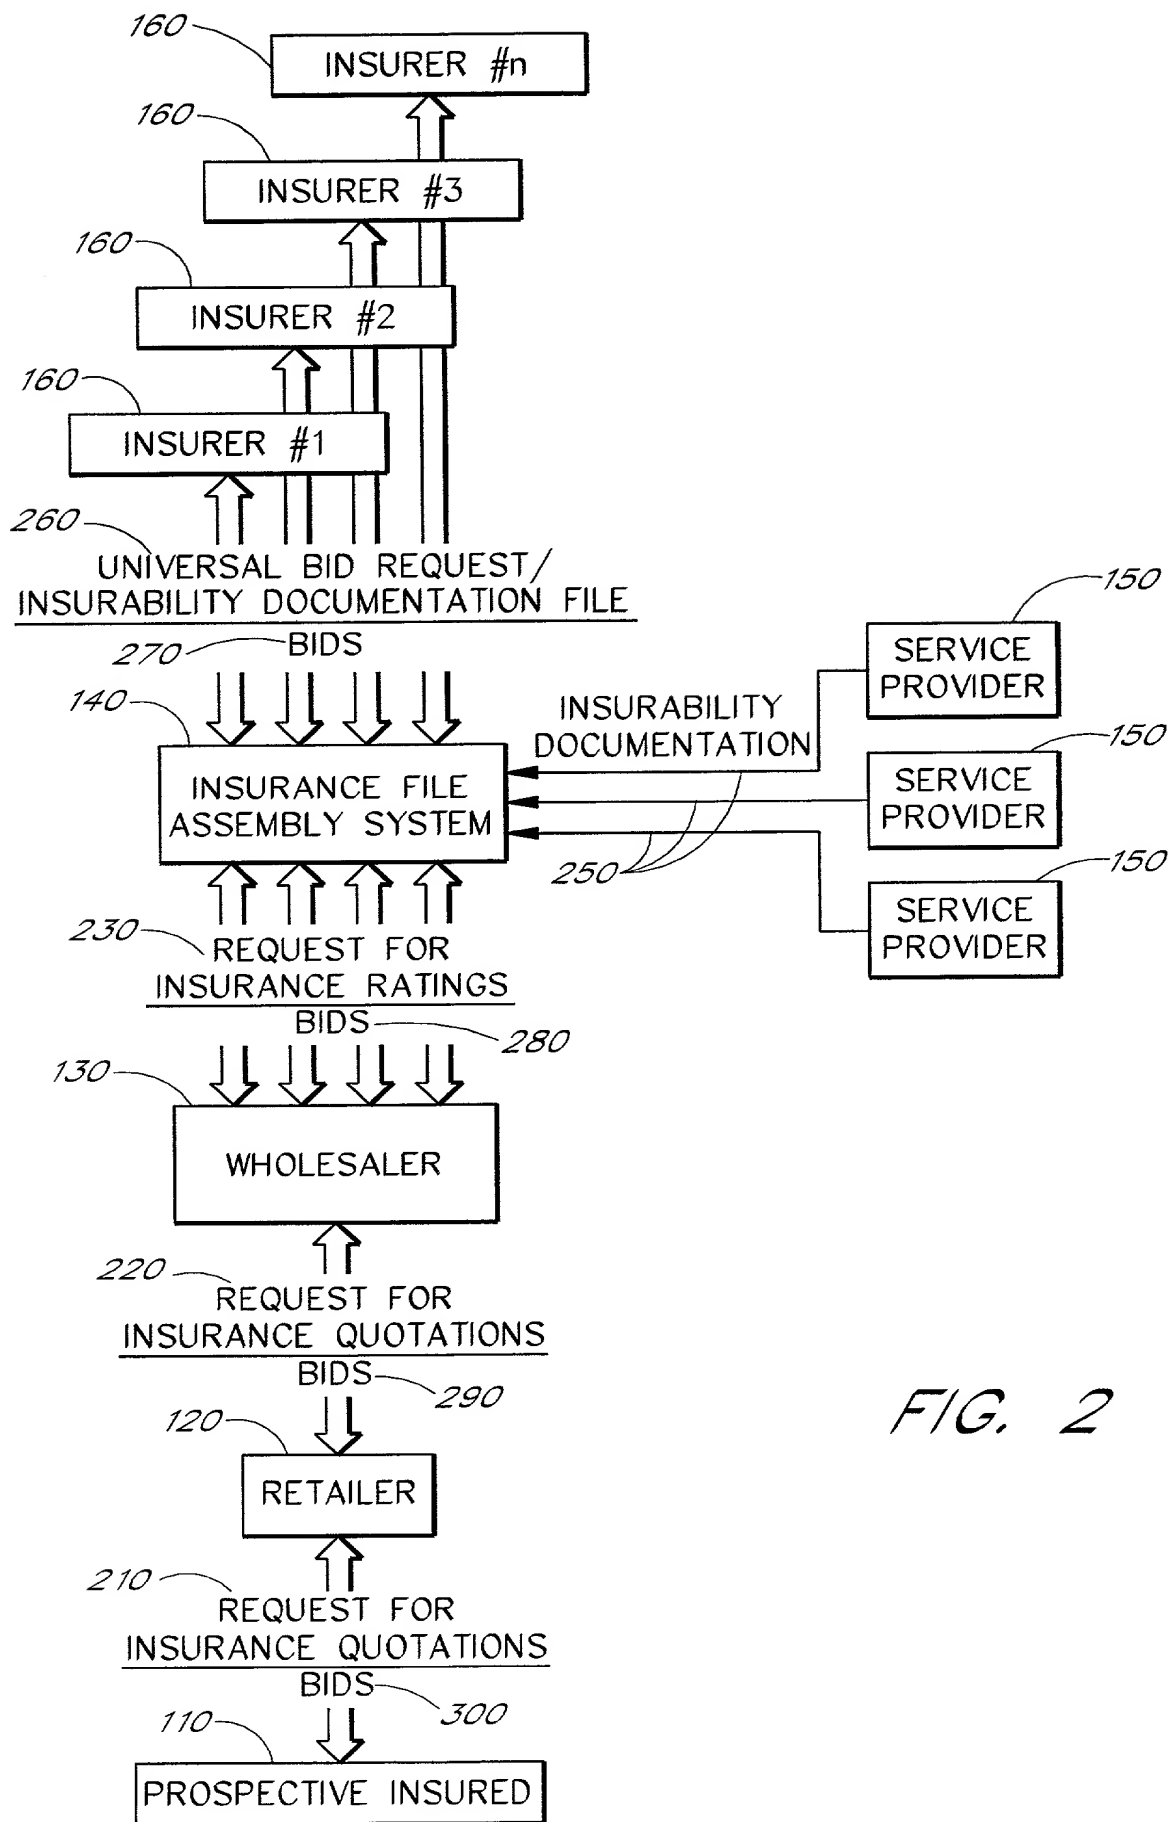 160
INSURER #n
160
INSURER #3
160
INSURER #2
160
INSURER #1
260
UNIVERSAL BID REQUEST/
INSURABILITY DOCUMENTATION FILE
270
BIDS
140
INSURANCE FILE
ASSEMBLY SYSTEM
INSURABILITY
DOCUMENTATION
250
150
SERVICE
PROVIDER
150
SERVICE
PROVIDER
150
SERVICE
PROVIDER
230
REQUEST FOR
INSURANCE RATINGS
BIDS
280
130
WHOLESALER
220
REQUEST FOR
INSURANCE QUOTATIONS
BIDS
290
120
RETAILER
210
REQUEST FOR
INSURANCE QUOTATIONS
BIDS
300
110
PROSPECTIVE INSURED
FIG. 2